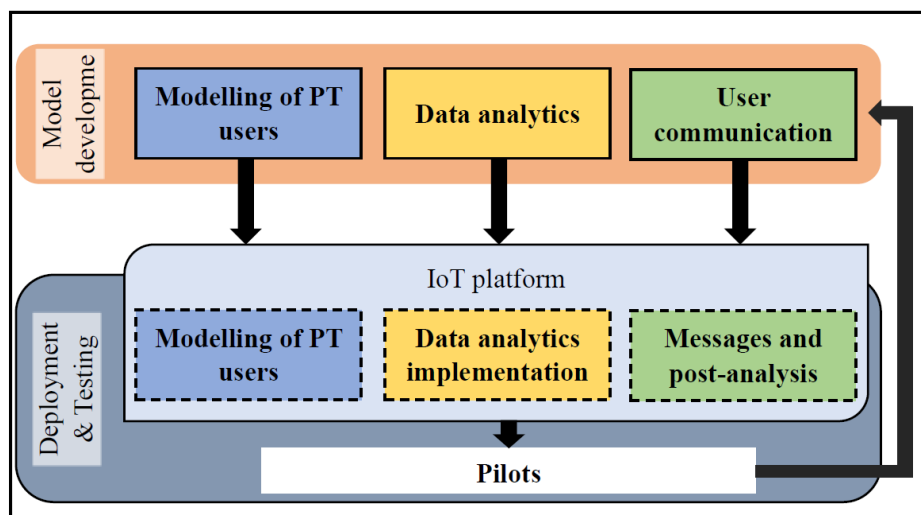 Model
developme
Modelling of PT
users
Data analytics
User
communication
IoT platform
Deployment
& Testing
Modelling of PT
users
Data analytics
implementation
Messages and
post-analysis
Pilots